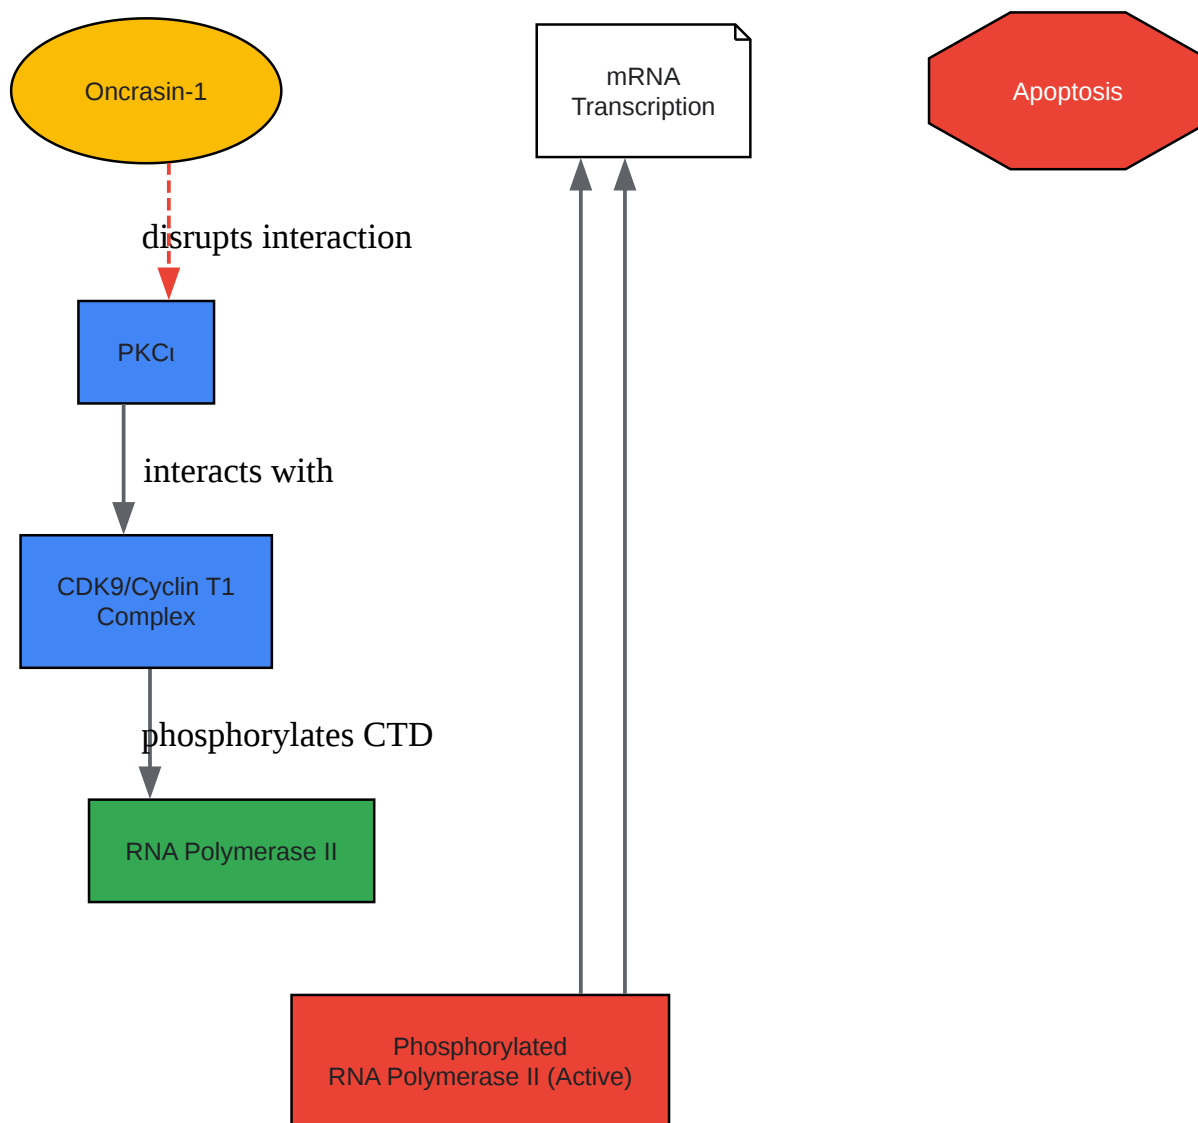 Oncrasin-1
mRNA
Transcription
Apoptosis
disrupts interaction
PKCι
interacts with
CDK9/Cyclin T1
Complex
phosphorylates CTD
RNA Polymerase II
Phosphorylated
RNA Polymerase II (Active)